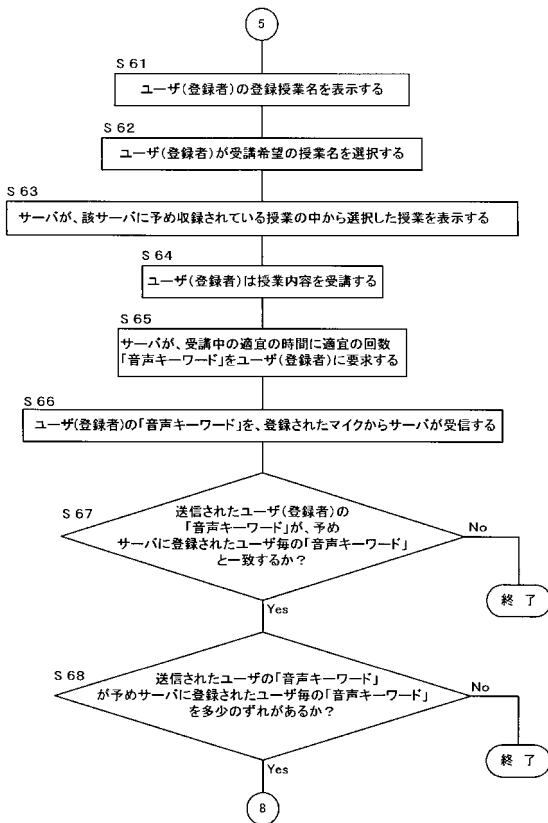 5
S 61
ユーザ(登録者)の登録授業名を表示する
S 62
ユーザ(登録者)が受講希望の授業名を選択する
S 63
サーバが、該サーバに予め収録されている授業の中から選択した授業を表示する
S 64
ユーザ(登録者)は授業内容を受講する
S 65
サーバが、受講中の適宜の時間に適宜の回数
「音声キーワード」をユーザ(登録者)に要求する
S 66
ユーザ(登録者)の「音声キーワード」を、登録されたマイクからサーバが受信する
S 67
送信されたユーザ(登録者)の
「音声キーワード」が、予め
サーバに登録されたユーザ毎の「音声キーワード」
と一致するか?
No
終 了
Yes
S 68
送信されたユーザの「音声キーワード」
が予めサーバに登録されたユーザ毎の「音声キーワード」
を多少のずれがあるか?
No
終 了
Yes
8